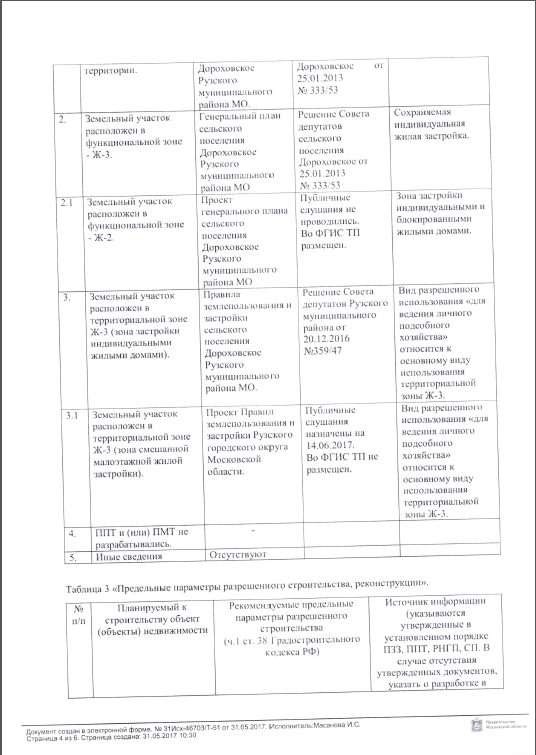 территории.
Дороховское
Рузского
муниципального
района МО.
Дороховское от
25.01.2013
№ 333/53
2.
Земельный участок
расположен в
функциональной зоне
- Ж-3.
Генеральный план
сельского
поселения
Дороховское
Рузского
муниципального
района МО
Решение Совета
депутатов
сельского
поселения
Дороховское от
25.01.2013
№ 333/53
Сохраняемая
индивидуальная
жилая застройка.
2.1
Земельный участок
расположен в
функциональной зоне
- Ж-2.
Проект
генерального плана
сельского
поселения
Дороховское
Рузского
муниципального
района МО
Публичные
слушания не
проводились.
Во ФГИС ТП
размещен.
Зона застройки
индивидуальными и
блокированными
жилыми домами.
3.
Земельный участок
расположен в
территориальной зоне
Ж-3 (зона застройки
индивидуальными
жилыми домами).
Правила
землепользования и
застройки
сельского
поселения
Дороховское
Рузского
муниципального
района МО.
Решение Совета
депутатов Рузского
муниципального
района от
20.12.2016
№359/47
Вид разрешенного
использования «для
ведения личного
подсобного
хозяйства»
относится к
основному виду
использования
территориальной
зоны Ж-3.
3.1
Земельный участок
расположен в
территориальной зоне
Ж-3 (зона смешанной
малоэтажной жилой
застройки).
Проект Правил
землепользования и
застройки Рузского
городского округа
Московской
области.
Публичные
слушания
назначены на
14.06.2017.
Во ФГИС ТП не
размещен.
Вид разрешенного
использования «для
ведения личного
подсобного
хозяйства»
относится к
основному виду
использования
территориальной
зоны Ж-3.
4.
ППТ и (или) ПМТ не
разрабатывались.
-
5.
Иные сведения
Отсутствуют
Таблица 3 «Предельные параметры разрешенного строительства, реконструкции».
№
п/п
Планируемый к
строительству объект
(объекты) недвижимости
Рекомендуемые предельные
параметры разрешенного
строительства
(ч.1 ст. 38 Градостроительного
кодекса РФ)
Источник информации
(указываются
утвержденные в
установленном порядке
ПЗЗ, ППТ, РНГП, СП. В
случае отсутствия
утвержденных документов,
указать о разработке в
Документ создан в электронной форме. № 31Исх-46703/Т-51 от 31.05.2017. Исполнитель:Масанова И.С.
Страница 4 из 6. Страница создана: 31.05.2017 10:30
Правительство
Московской области